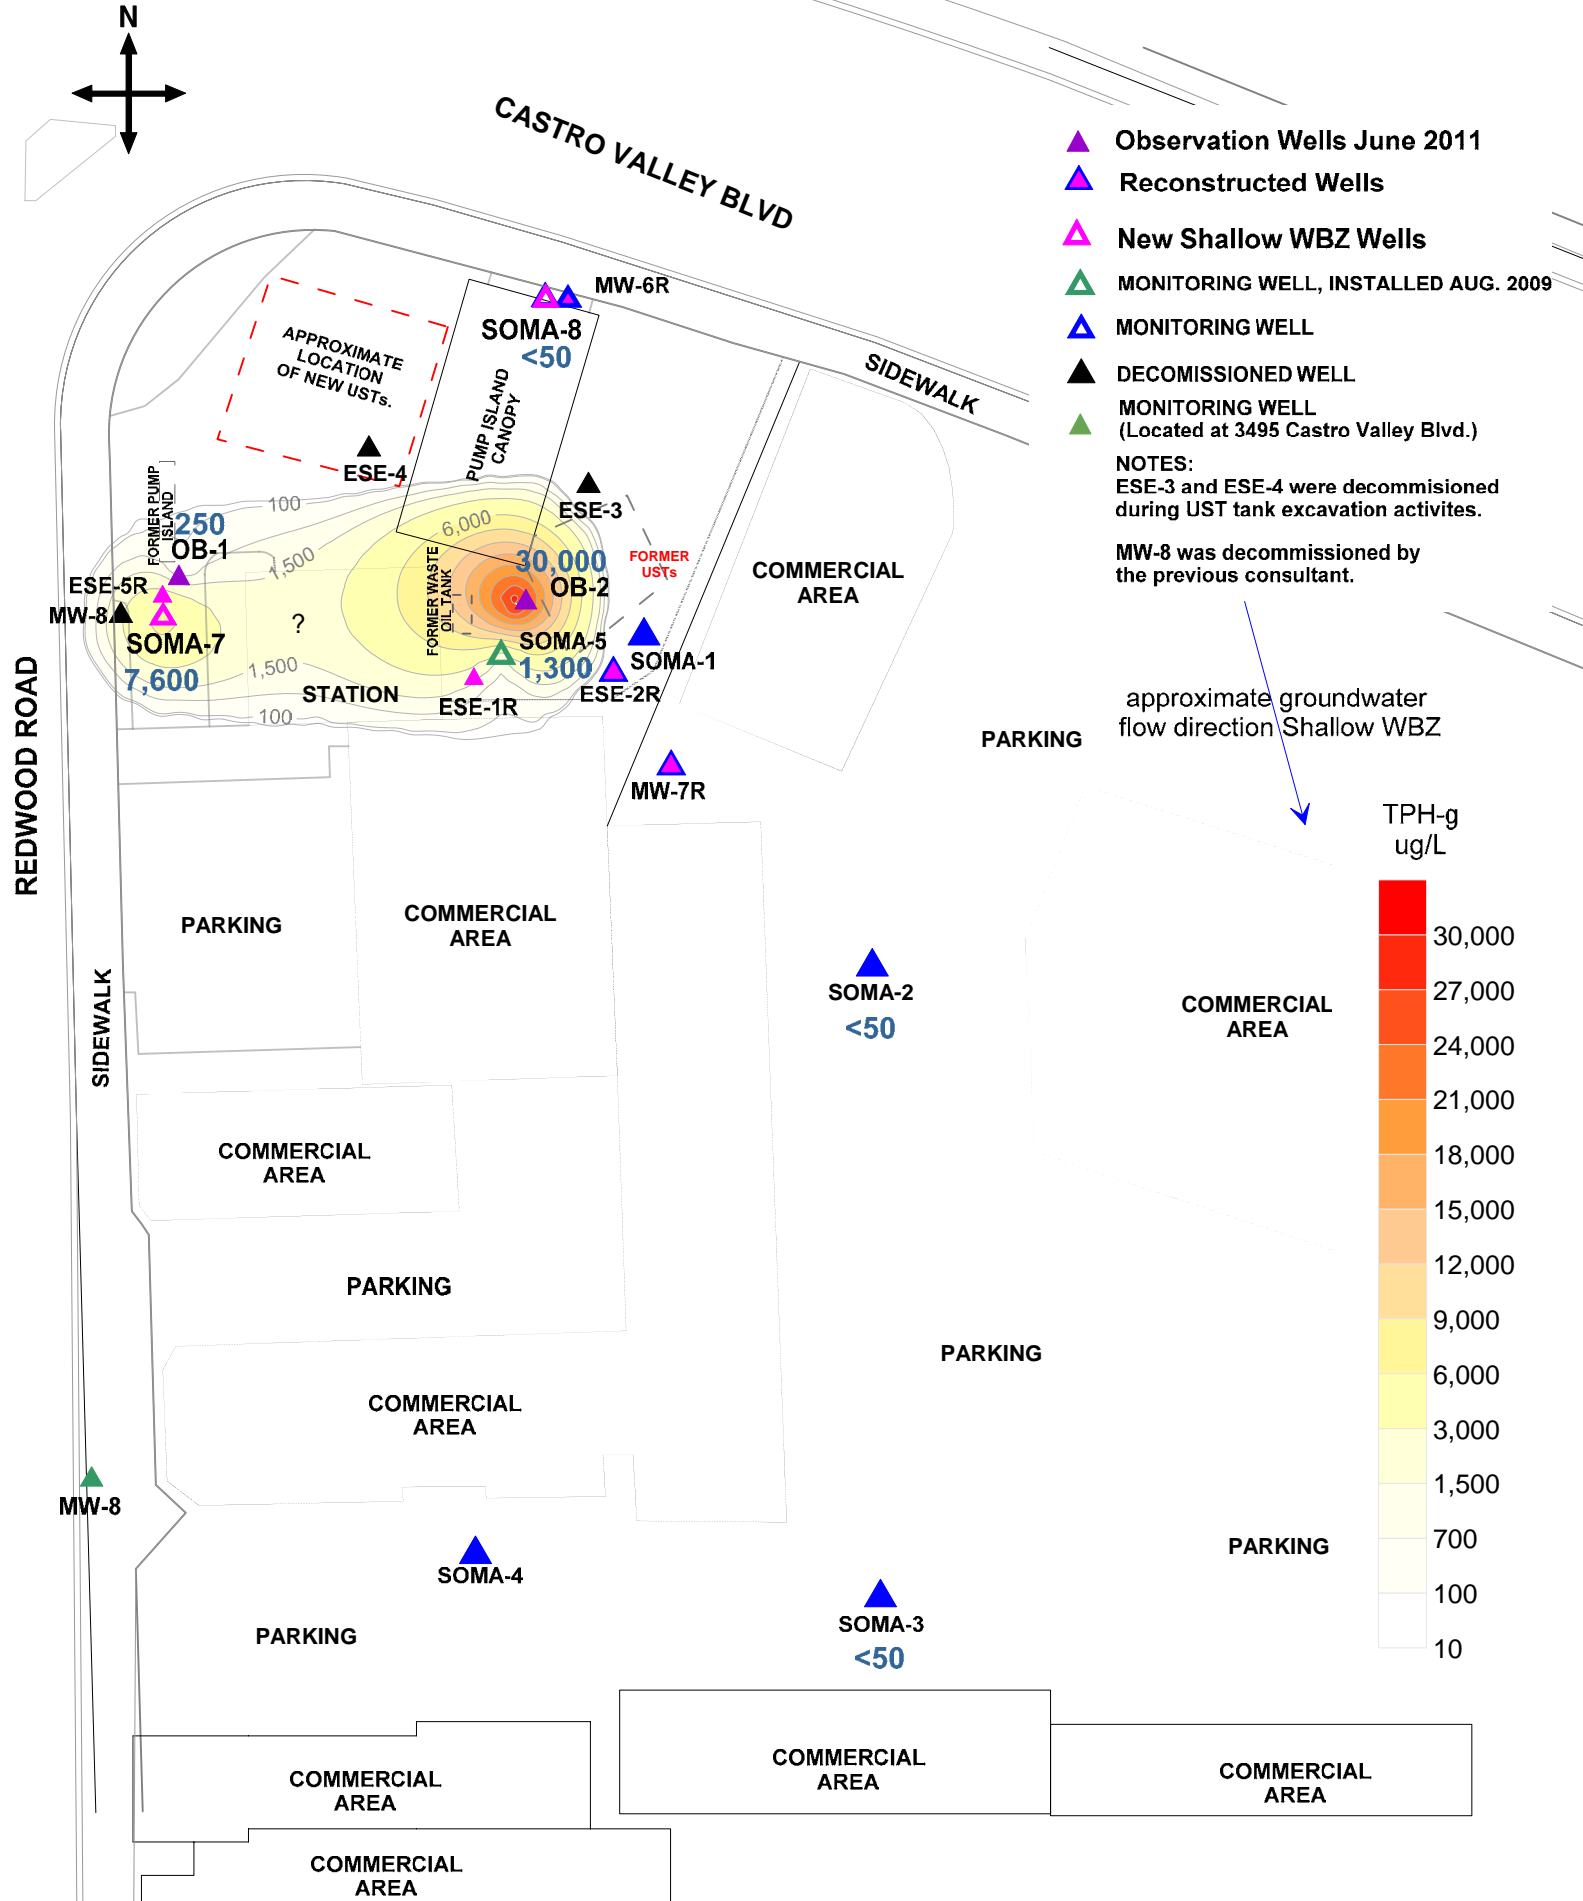 N
CASTRO VALLEY BLVD
Observation Wells June 2011
Reconstructed Wells
New Shallow WBZ Wells
MONITORING WELL, INSTALLED AUG. 2009
MONITORING WELL
DECOMISSIONED WELL
MONITORING WELL
(Located at 3495 Castro Valley Blvd.)
NOTES:
ESE-3 and ESE-4 were decommisioned
during UST tank excavation activites.
MW-8 was decommissioned by
the previous consultant.
approximate groundwater
flow direction Shallow WBZ
MW-6R
SOMA-8
<50
APPROXIMATE
LOCATION
OF NEW USTs.
PUMP ISLAND
CANOPY
SIDEWALK
ESE-4
ESE-3
FORMER PUMP
ISLAND
100
6,000
1,500
250
OB-1
30,000
OB-2
FORMER
USTs
COMMERCIAL
AREA
ESE-5R
MW-8
FORMER WASTE
OIL TANK
?
SOMA-7
7,600
SOMA-5
1,300
SOMA-1
ESE-2R
1,500
STATION
ESE-1R
100
PARKING
MW-7R
REDWOOD ROAD
TPH-g
ug/L
30,000
27,000
24,000
21,000
18,000
15,000
12,000
9,000
6,000
3,000
1,500
700
100
10
PARKING
COMMERCIAL
AREA
SOMA-2
<50
COMMERCIAL
AREA
SIDEWALK
COMMERCIAL
AREA
PARKING
PARKING
COMMERCIAL
AREA
MW-8
SOMA-4
PARKING
SOMA-3
<50
PARKING
COMMERCIAL
AREA
COMMERCIAL
AREA
COMMERCIAL
AREA
COMMERCIAL
AREA